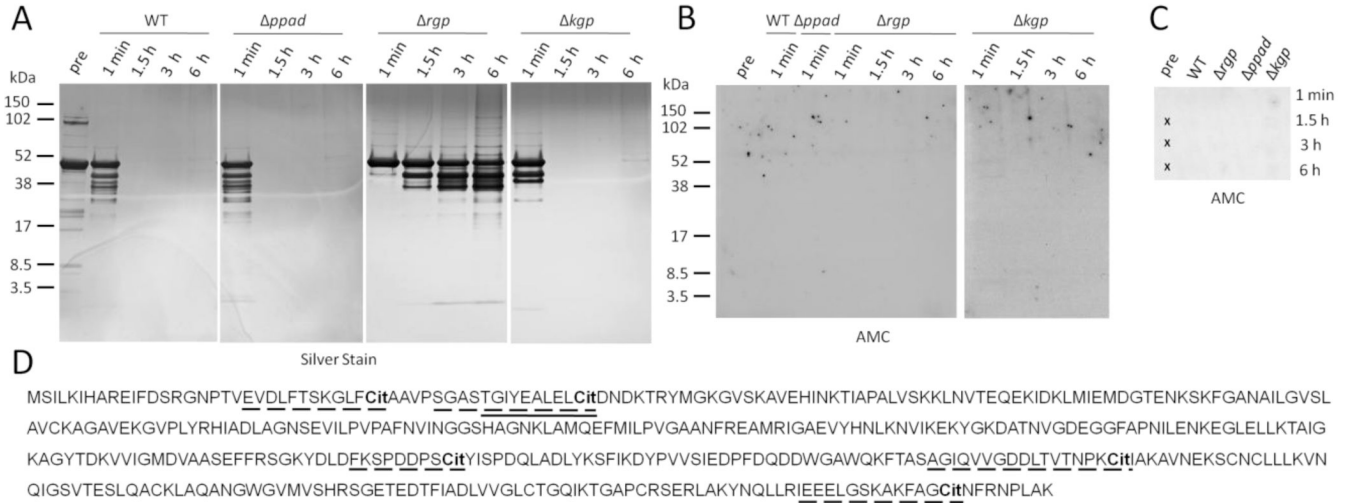 A
WT Δppad Δrgp Δkgp
pre 1 min 1.5 h 3 h 6 h 1 min 1.5 h 3 h 6 h 1 min 1.5 h 3 h 6 h 1 min 1.5 h 3 h 6 h
kDa
150
102
52
38
17
8.5
3.5
Silver Stain
B
WT Δppad Δrgp Δkgp
pre 1 min 1 min 1 min 1.5 h 3 h 6 h 1 min 1.5 h 3 h 6 h
kDa
150
102
52
38
17
8.5
3.5
AMC
C
pre WT Δrgp Δppad Δkgp
1 min
x 1.5 h
x 3 h
x 6 h
AMC
D
MSILKIHAREIFDSRGNPTVEVDLFTSKGLFCitAAVPSGASTGIYEALELCitDNDKTRYMGKGVSKAVEHINKTIAPALVSKKLNVTEQEKIDKLMIEMDGTENKSKFGANAILGVSL
AVCKAGAVEKGVPLYRHIADLAGNSEVILPVPAFNVINGGSHAGNKLAMQEFMILPVGAANFREAMRIGAEVYHNLKNVIKEKYGKDATNVGDEGGFAPNILENKEGLELLKTAIG
KAGYTDKVVIGMDVAASEFFRSGKYDLDFKSPDDPSCitYISPDQLADLYKSFIKDYPVVSIEDPFDQDDWGAWQKFTASAGIQVVGDDLTVTNPKCitIAKAVNEKSCNCLLLKVN
QIGSVTESLQACKLAQANGWGVMVSHRSGETEDTFIADLVVGLCTGQIKTGAPCRSERLAKYNQLLRIEEELGSKAKFAGCitNFRNPLAK